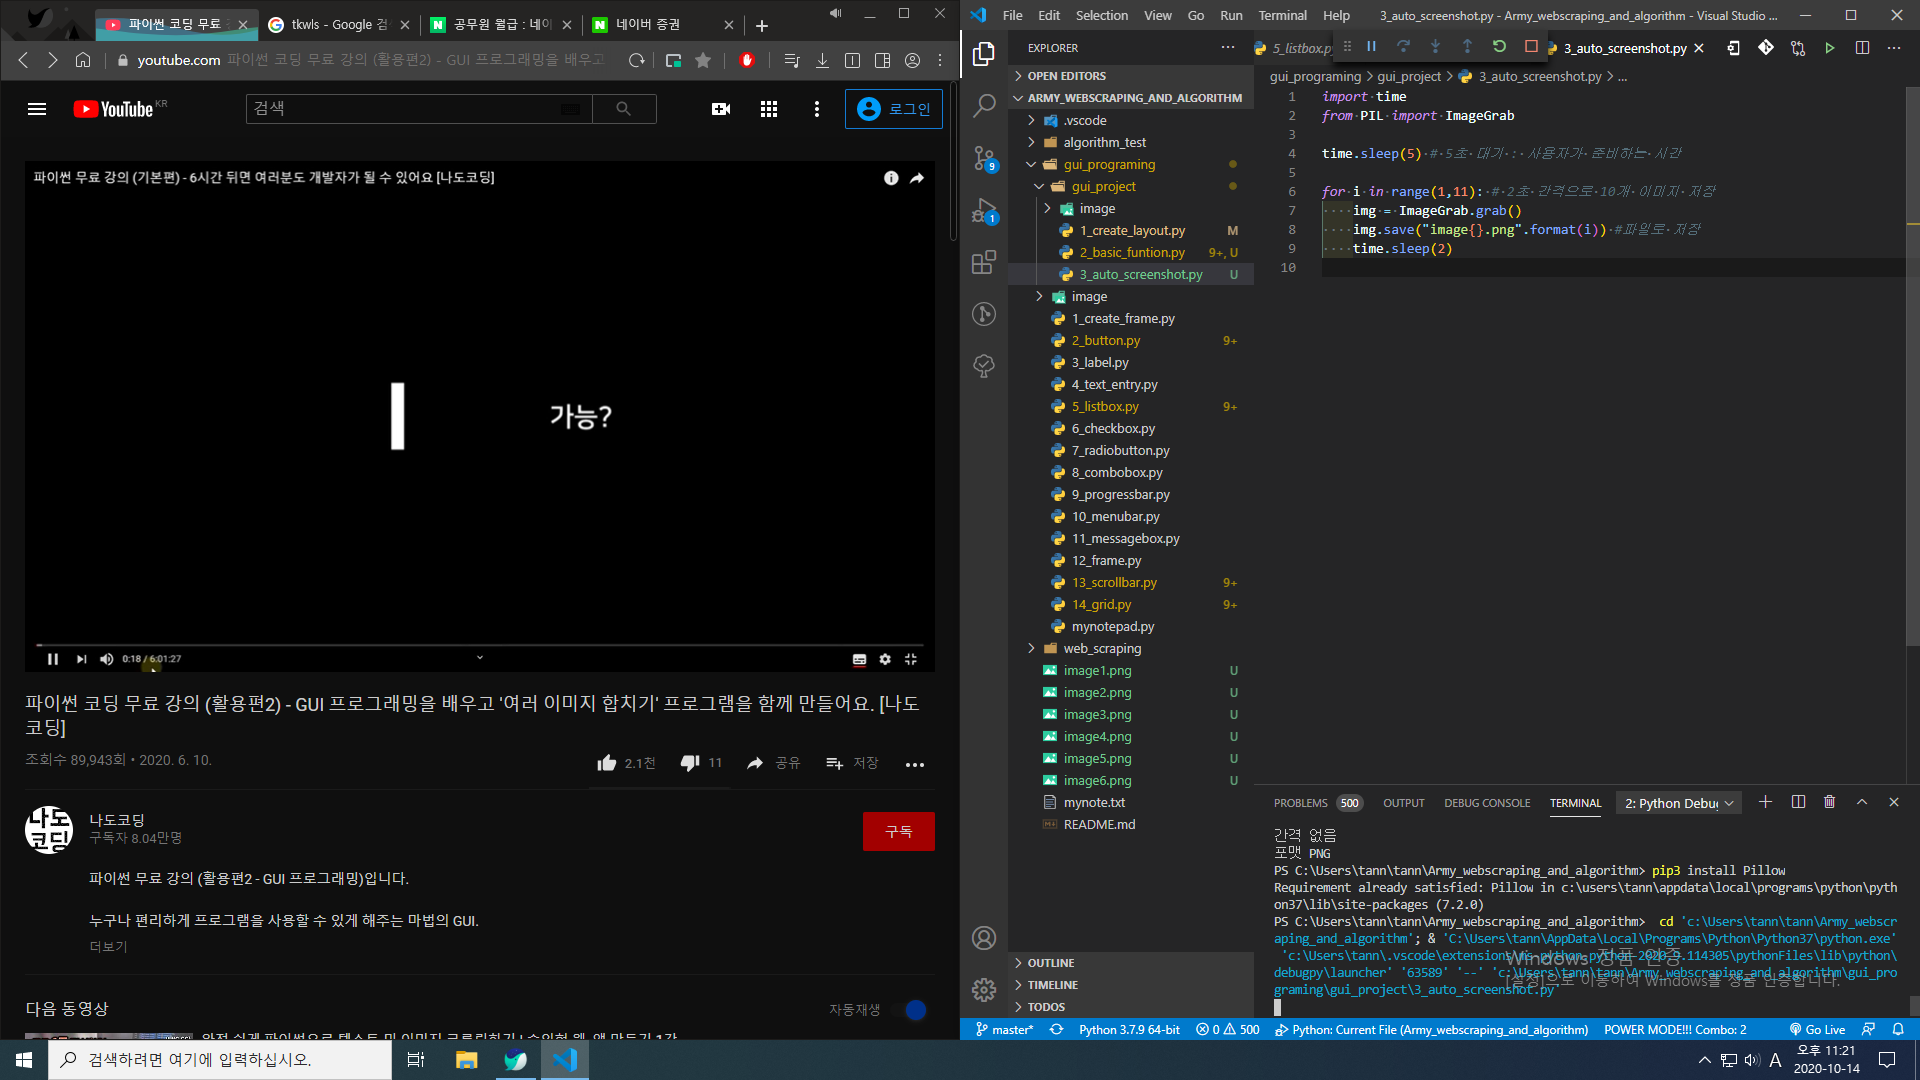 파이썬 코딩 무료
tkwls - Google 검
공무원 월급 : 네이
네이버 증권
youtube.com 파이썬 코딩 무료 강의 (활용편2) - GUI 프로그래밍을 배우고
YouTube KR
검색
로그인
파이썬 무료 강의 (기본편) - 6시간 뒤면 여러분도 개발자가 될 수 있어요 [나도코딩]
가능?
0:18 / 6:01:27
파이썬 코딩 무료 강의 (활용편2) - GUI 프로그래밍을 배우고 '여러 이미지 합치기' 프로그램을 함께 만들어요. [나도
코딩]
조회수 89,943회 • 2020. 6. 10.
2.1천
11
공유
저장
나도
코딩
나도코딩
구독자 8.04만명
구독
파이썬 무료 강의 (활용편2 - GUI 프로그래밍)입니다.
누구나 편리하게 프로그램을 사용할 수 있게 해주는 마법의 GUI.
더보기
다음 동영상
자동재생
File Edit Selection View Go Run Terminal Help
3_auto_screenshot.py - Army_webscraping_and_algorithm - Visual Studio ...
EXPLORER
OPEN EDITORS
ARMY_WEBSCRAPING_AND_ALGORITHM
.vscode
algorithm_test
gui_programing
gui_project
image
1_create_layout.py M
2_basic_funtion.py 9+, U
3_auto_screenshot.py U
image
1_create_frame.py
2_button.py 9+
3_label.py
4_text_entry.py
5_listbox.py 9+
6_checkbox.py
7_radiobutton.py
8_combobox.py
9_progressbar.py
10_menubar.py
11_messagebox.py
12_frame.py
13_scrollbar.py 9+
14_grid.py 9+
mynotepad.py
web_scraping
image1.png U
image2.png U
image3.png U
image4.png U
image5.png U
image6.png U
mynote.txt
README.md
OUTLINE
TIMELINE
TODOS
9
1
5_listbox.py
3_auto_screenshot.py
gui_programing > gui_project > 3_auto_screenshot.py > ...
1 import time
2 from PIL import ImageGrab
3
4 time.sleep(5) # 5초 대기 : 사용자가 준비하는 시간
5
6 for i in range(1,11): # 2초 간격으로 10개 이미지 저장
7 img = ImageGrab.grab()
8 img.save("image{}.png".format(i)) #파일로 저장
9 time.sleep(2)
10
PROBLEMS 500 OUTPUT DEBUG CONSOLE TERMINAL 2: Python Debug
간격 없음
포맷 PNG
PS C:\Users\tann\tann\Army_webscraping_and_algorithm> pip3 install Pillow
Requirement already satisfied: Pillow in c:\users\tann\appdata\local\programs\python\pyth
on37\lib\site-packages (7.2.0)
PS C:\Users\tann\tann\Army_webscraping_and_algorithm> cd 'c:\Users\tann\tann\Army_webscr
aping_and_algorithm'; & 'C:\Users\tann\AppData\Local\Programs\Python\Python37\python.exe'
'c:\Users\tann\.vscode\extensions\ms-python.python-2020.9.114305\pythonFiles\lib\python\
debugpy\launcher' '63589' '--' 'c:\Users\tann\tann\Army_webscraping_and_algorithm\gui_pro
graming\gui_project\3_auto_screenshot.py'
Windows 정품 인증
[설정]으로 이동하여 Windows를 정품 인증합니다.
master* Python 3.7.9 64-bit 0 500 Python: Current File (Army_webscraping_and_algorithm) POWER MODE!!! Combo: 2 Go Live
검색하려면 여기에 입력하십시오.
A
오후 11:21
2020-10-14